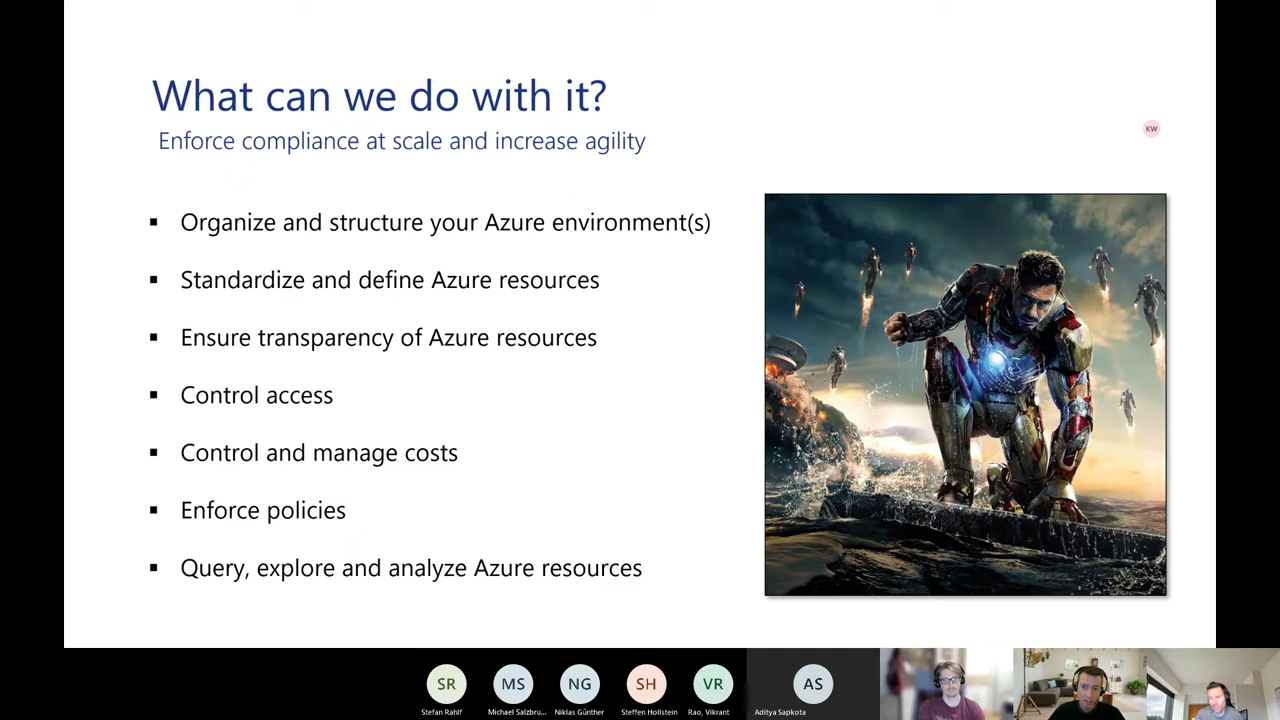 What can we do with it?
Enforce compliance at scale and increase agility
KW
▪ Organize and structure your Azure environment(s)
▪ Standardize and define Azure resources
▪ Ensure transparency of Azure resources
▪ Control access
▪ Control and manage costs
▪ Enforce policies
▪ Query, explore and analyze Azure resources
SR
MS
NG
SH
VR
AS
Stefan Rahlf
Michael Salzbru...
Niklas Günther
Steffen Hollstein
Rao, Vikrant
Aditya Sapkota